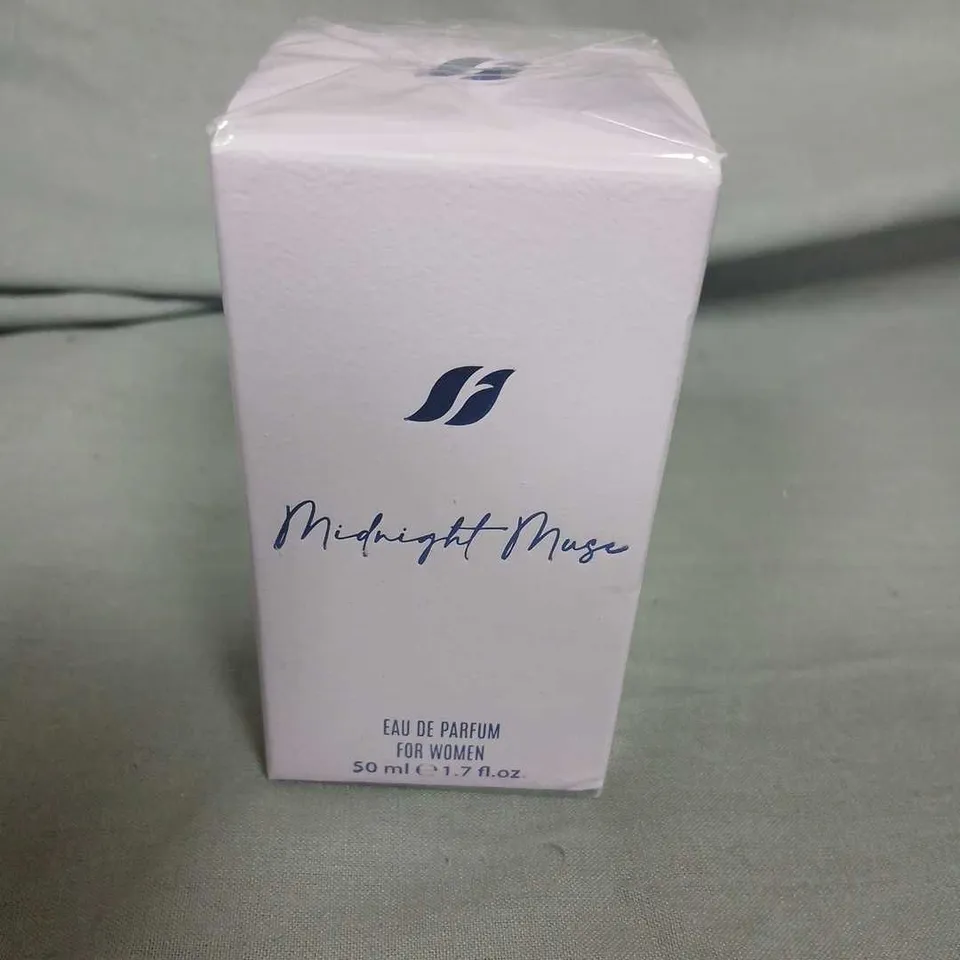 Midnight Muse
EAU DE PARFUM
FOR WOMEN
50 ml ℮ 1.7 fl.oz.